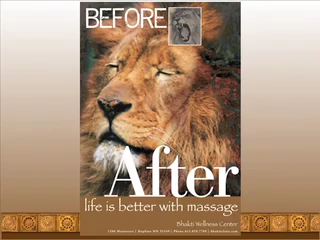 BEFORE
After
life is better with massage
Shakti Wellness Center